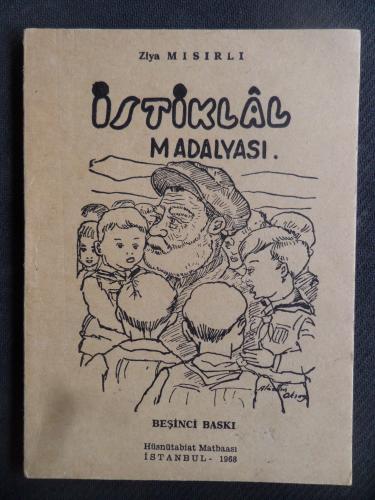 Ziya MISIRLI
İSTİKLÂL
MADALYASI.
BEŞİNCİ BASKI
Hüsnütabiat Matbaası
İSTANBUL - 1968